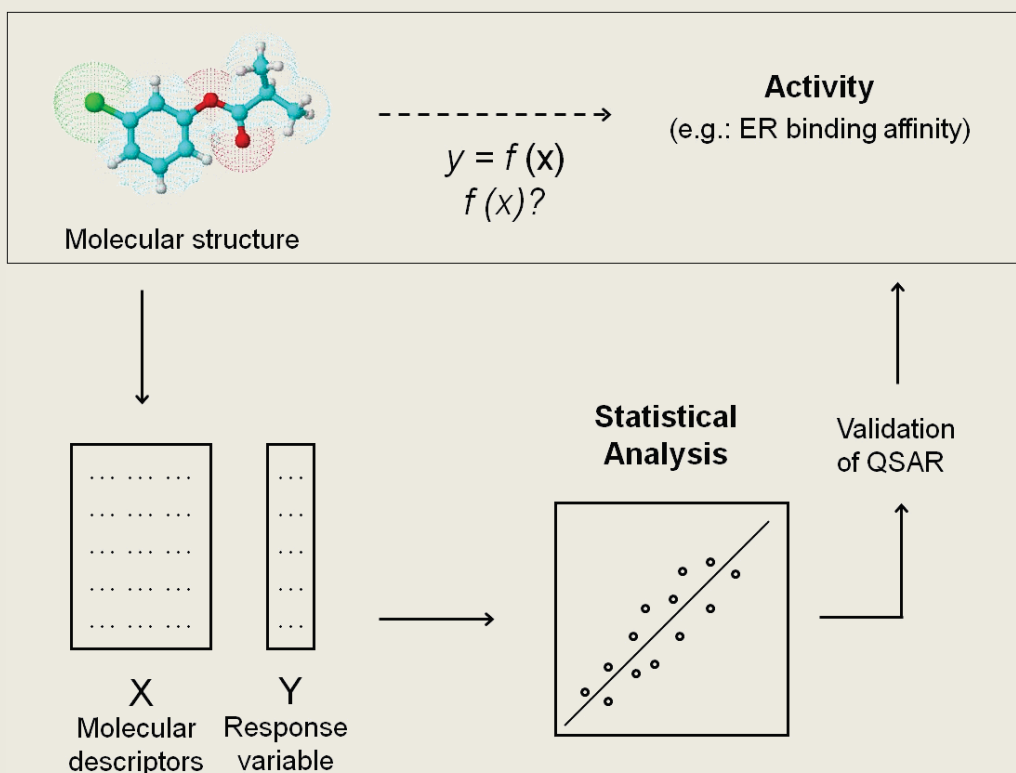 Activity
(e.g.: ER binding affinity)
y = f (x)
f (x)?
Molecular structure
Statistical
Analysis
Validation
of QSAR
... ... ... ...
... ... ... ...
... ... ... ...
... ... ... ...
... ... ... ...
X Y
Molecular Response
descriptors variable